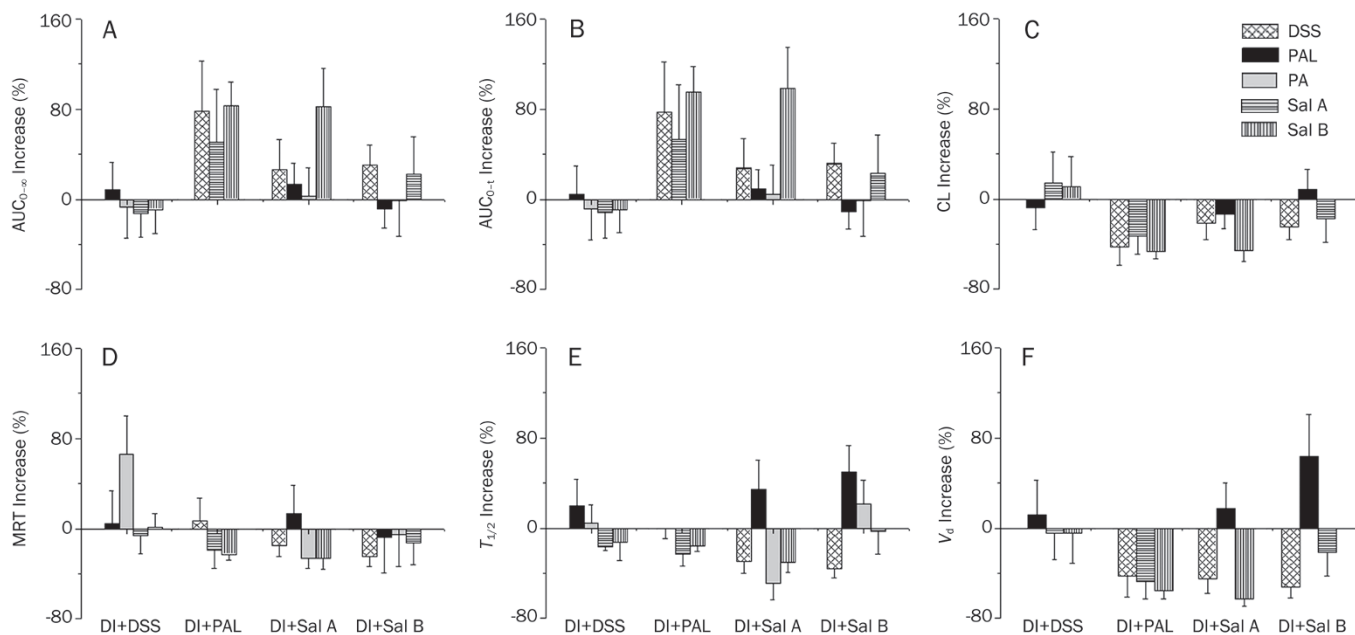 A
AUC0–∞ Increase (%)
160
80
0
-80
B
AUC0–t Increase (%)
160
80
0
-80
C
CL Increase (%)
160
80
0
-80
DSS
PAL
PA
Sal A
Sal B
D
MRT Increase (%)
160
80
0
-80
DI+DSS DI+PAL DI+Sal A DI+Sal B
E
T1/2 Increase (%)
160
80
0
-80
DI+DSS DI+PAL DI+Sal A DI+Sal B
F
Vd Increase (%)
160
80
0
-80
DI+DSS DI+PAL DI+Sal A DI+Sal B